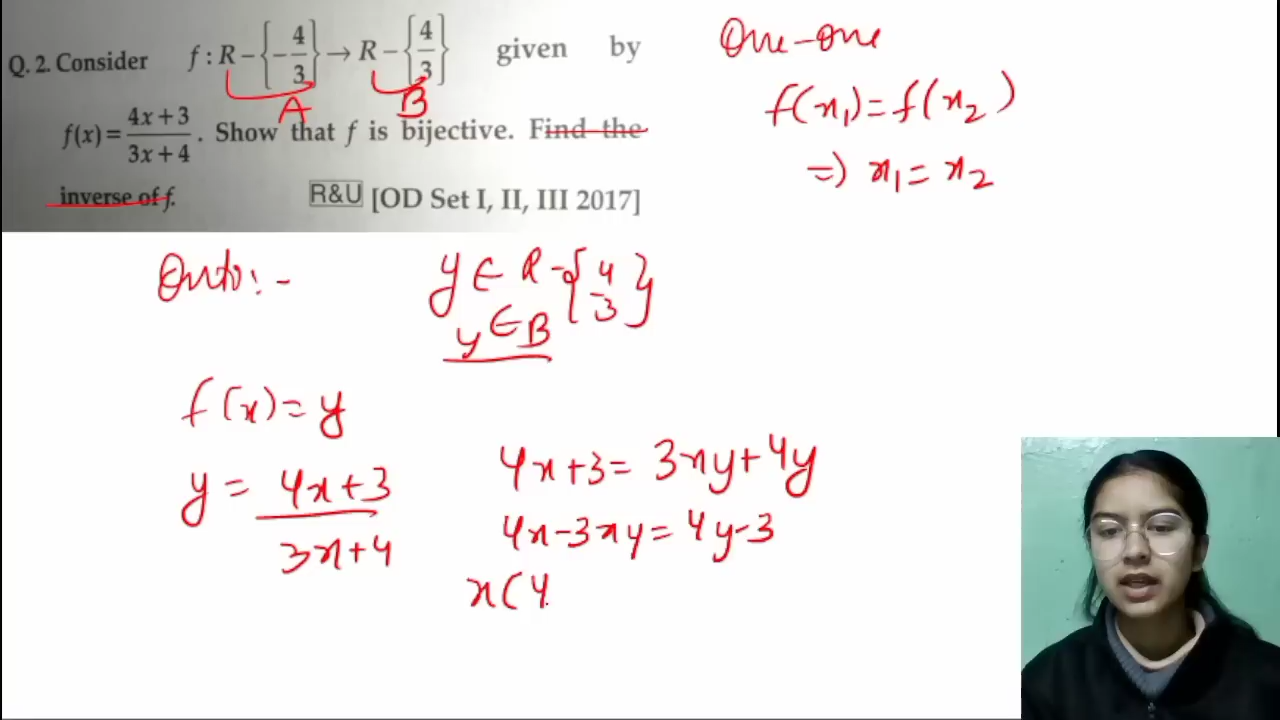 Q. 2. Consider f : R − {−4/3} → R − {4/3} given by
A B
f(x) = (4x + 3)/(3x + 4) . Show that f is bijective. Find the
inverse of f. R&U [OD Set I, II, III 2017]
One-one
f(x₁) = f(x₂)
⇒ x₁ = x₂
Onto :-
y ∈ R - {4/3}
y ∈ B
f(x) = y
y = (4x+3)/(3x+4)
4x+3 = 3xy+4y
4x-3xy = 4y-3
x(4